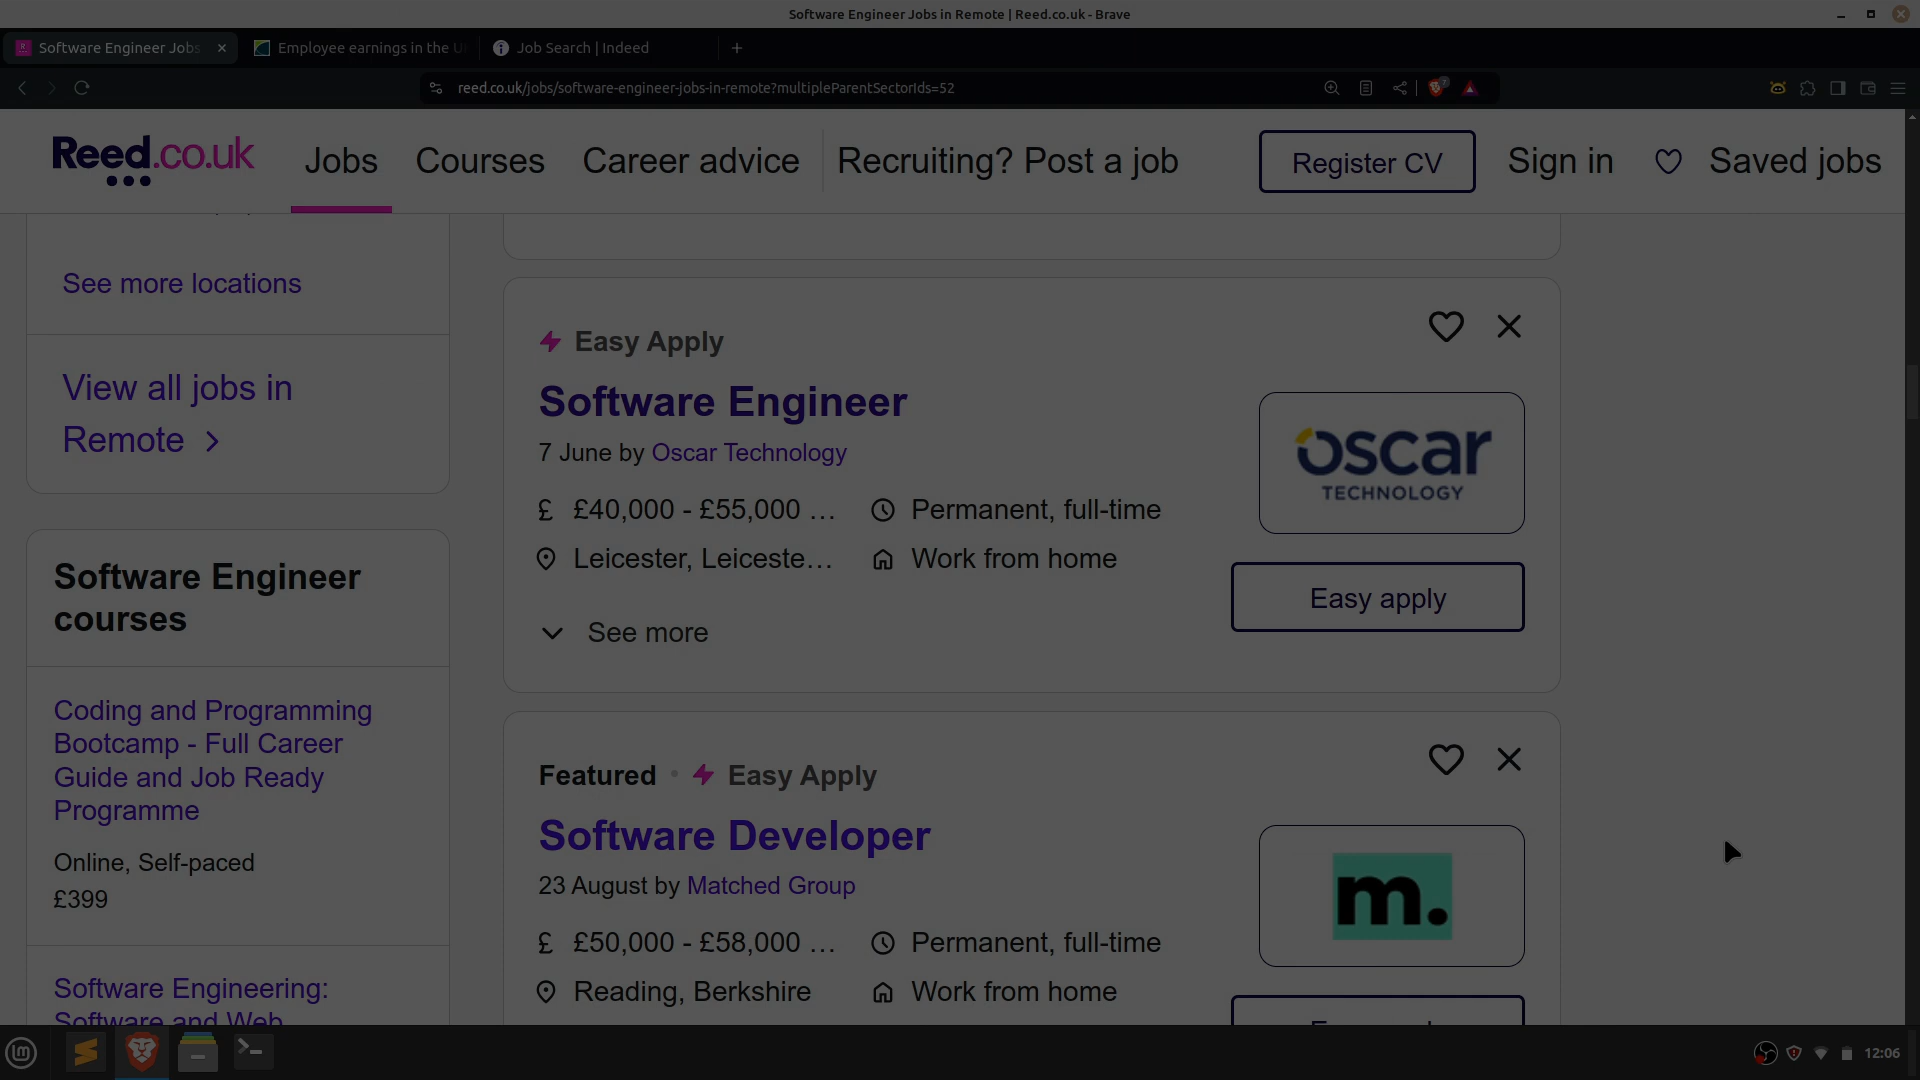 Software Engineer Jobs in Remote | Reed.co.uk - Brave
Software Engineer Jobs
Employee earnings in the U
Job Search | Indeed
reed.co.uk/jobs/software-engineer-jobs-in-remote?multipleParentSectorIds=52
7
Reed.co.uk
Jobs
Courses
Career advice
Recruiting? Post a job
Register CV
Sign in
Saved jobs
See more locations
View all jobs in
Remote
Software Engineer
courses
Coding and Programming
Bootcamp - Full Career
Guide and Job Ready
Programme
Online, Self-paced
£399
Software Engineering:
Software and Web
Easy Apply
Software Engineer
7 June by Oscar Technology
£ £40,000 - £55,000 ...
Permanent, full-time
Leicester, Leiceste...
Work from home
See more
oscar
TECHNOLOGY
Easy apply
Featured • Easy Apply
Software Developer
23 August by Matched Group
£ £50,000 - £58,000 ...
Permanent, full-time
Reading, Berkshire
Work from home
m.
12:06